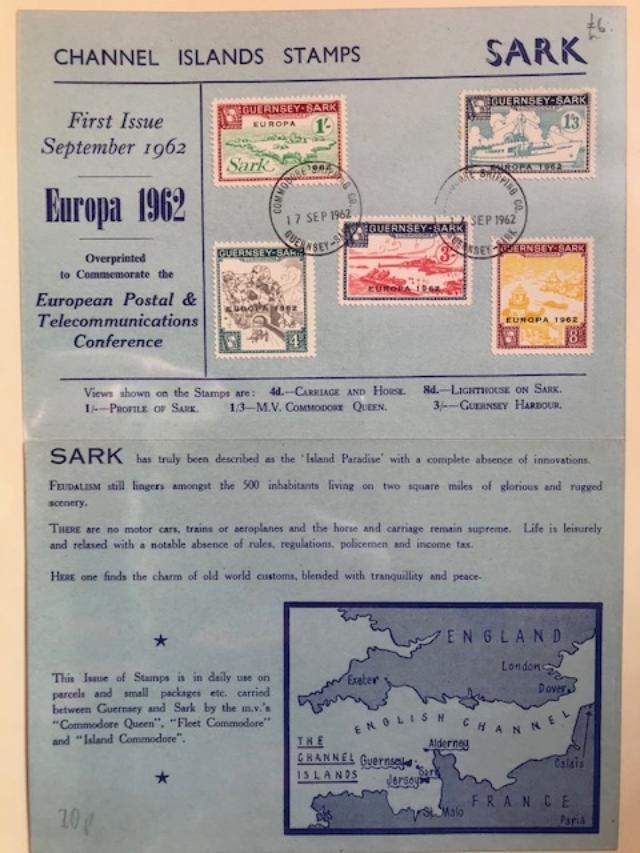 £6.
CHANNEL ISLANDS STAMPS
SARK
First Issue
September 1962
Europa 1962
Overprinted
to Commemorate the
European Postal &
Telecommunications
Conference
GUERNSEY-SARK
EUROPA
1/-
Sark
1962
GUERNSEY-SARK
1/3
EUROPA 1962
COMMODORE SHIPPING CO.
17 SEP 1962
GUERNSEY-SARK
SHIPPING CO.
SEP 1962
GUERNSEY-SARK
GUERNSEY-SARK
EUROPA 1962
4d
GUERNSEY-SARK
3/-
EUROPA 1962
GUERNSEY-SARK
EUROPA 1962
8d
Views shown on the Stamps are: 4d.—Carriage and Horse. 8d.—Lighthouse on Sark.
1/-—Profile of Sark. 1/3—M.V. Commodore Queen. 3/-—Guernsey Harbour.
SARK has truly been described as the 'Island Paradise' with a complete absence of innovations.
Feudalism still lingers amongst the 500 inhabitants living on two square miles of glorious and rugged
scenery.
There are no motor cars, trains or aeroplanes and the horse and carriage remain supreme. Life is leisurely
and relaxed with a notable absence of rules, regulations, policemen and income tax.
Here one finds the charm of old world customs, blended with tranquillity and peace.
This Issue of Stamps is in daily use on
parcels and small packages etc. carried
between Guernsey and Sark by the m.v.'s
"Commodore Queen", "Fleet Commodore"
and "Island Commodore".
ENGLAND
London
Exeter
Dover
ENGLISH CHANNEL
THE
CHANNEL
ISLANDS
Alderney
Guernsey
Sark
Jersey
Calais
St. Malo
FRANCE
Paris